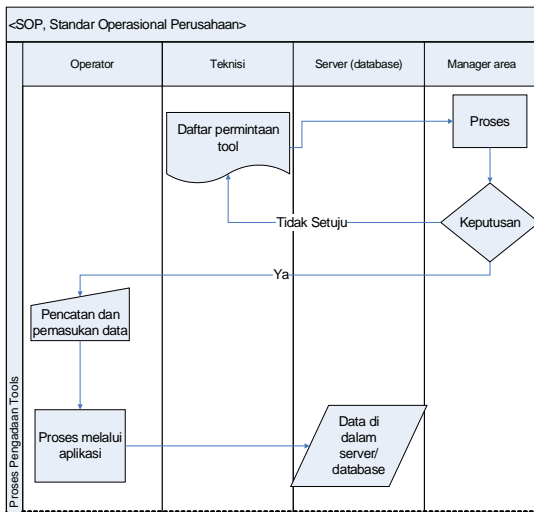 <SOP, Standar Operasional Perusahaan>
Operator
Teknisi
Server (database)
Manager area
Daftar permintaan
tool
Proses
Tidak Setuju
Keputusan
Ya
Pencatan dan
pemasukan data
Proses melalui
aplikasi
Data di
dalam
server/
database
Proses Pengadaan Tools